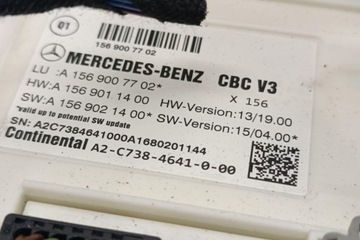 Q1
156 900 77 02
MERCEDES-BENZ CBC V3
LU :A 156 900 77 02* X 156
HW:A 156 901 14 00 HW-Version:13/19.00
SW:A 156 902 14 00* SW-Version:15/04.00*
*valid up to potential SW update
SN: A2C7384641000A1680201144
Continental A2-C738-4641-0-00